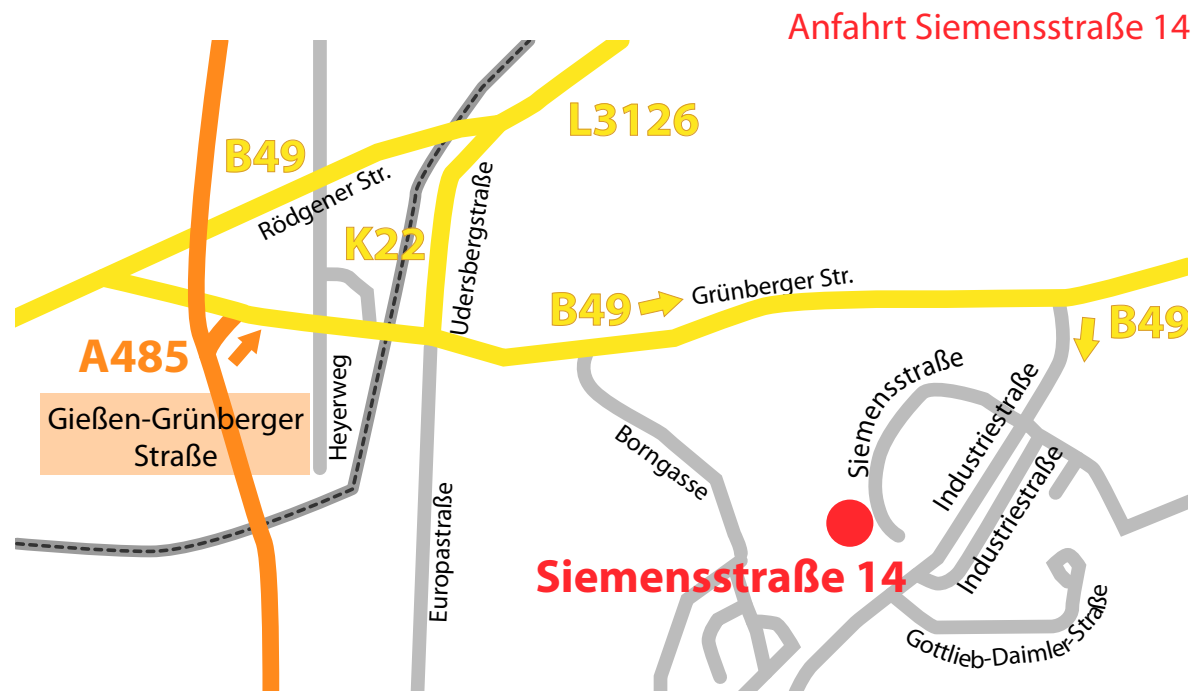 Anfahrt Siemensstraße 14
L3126
B49
Rödgener Str.
K22
Udersbergstraße
Grünberger Str.
B49
B49
A485
Gießen-Grünberger
Straße
Heyerweg
Siemensstraße
Industriestraße
Borngasse
Industriestraße
Europastraße
Siemensstraße 14
Gottlieb-Daimler-Straße